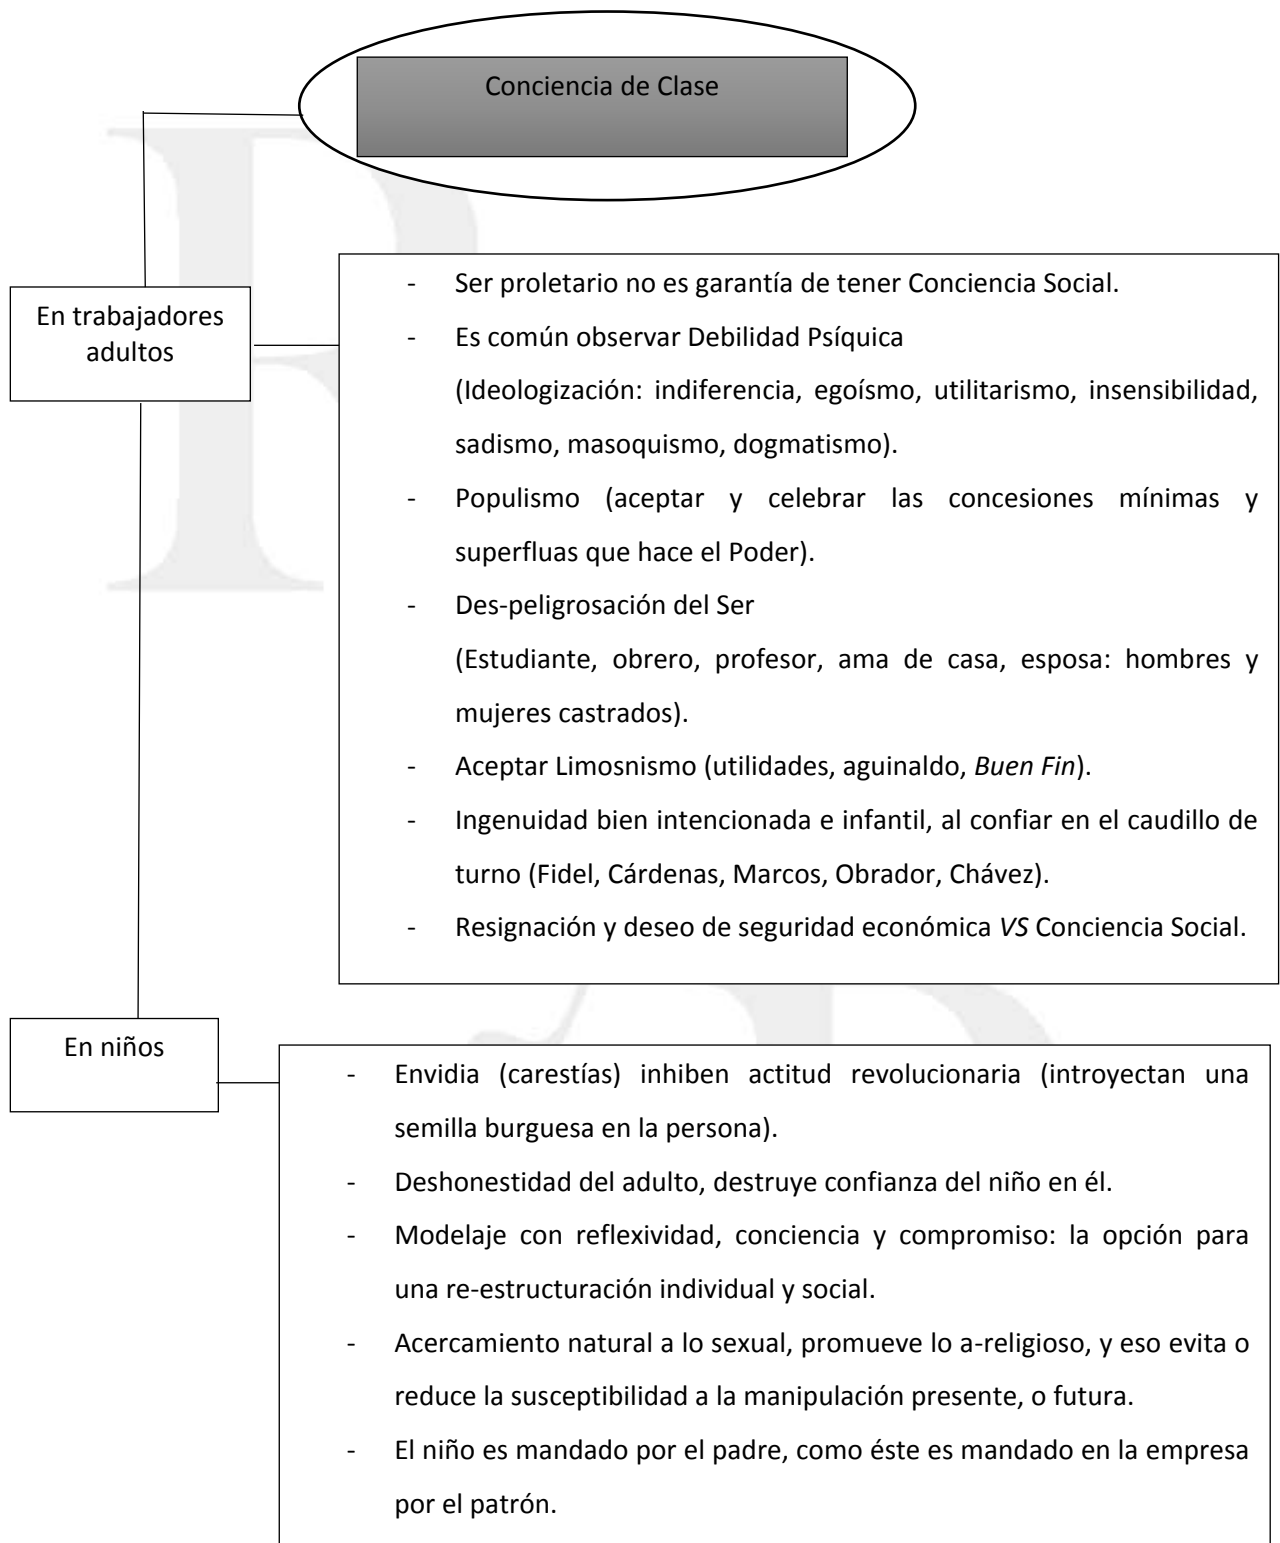 Conciencia de Clase
En trabajadores
adultos
- Ser proletario no es garantía de tener Conciencia Social.
- Es común observar Debilidad Psíquica
(Ideologización: indiferencia, egoísmo, utilitarismo, insensibilidad,
sadismo, masoquismo, dogmatismo).
- Populismo (aceptar y celebrar las concesiones mínimas y
superfluas que hace el Poder).
- Des-peligrosación del Ser
(Estudiante, obrero, profesor, ama de casa, esposa: hombres y
mujeres castrados).
- Aceptar Limosnismo (utilidades, aguinaldo, Buen Fin).
- Ingenuidad bien intencionada e infantil, al confiar en el caudillo de
turno (Fidel, Cárdenas, Marcos, Obrador, Chávez).
- Resignación y deseo de seguridad económica VS Conciencia Social.
En niños
- Envidia (carestías) inhiben actitud revolucionaria (introyectan una
semilla burguesa en la persona).
- Deshonestidad del adulto, destruye confianza del niño en él.
- Modelaje con reflexividad, conciencia y compromiso: la opción para
una re-estructuración individual y social.
- Acercamiento natural a lo sexual, promueve lo a-religioso, y eso evita o
reduce la susceptibilidad a la manipulación presente, o futura.
- El niño es mandado por el padre, como éste es mandado en la empresa
por el patrón.